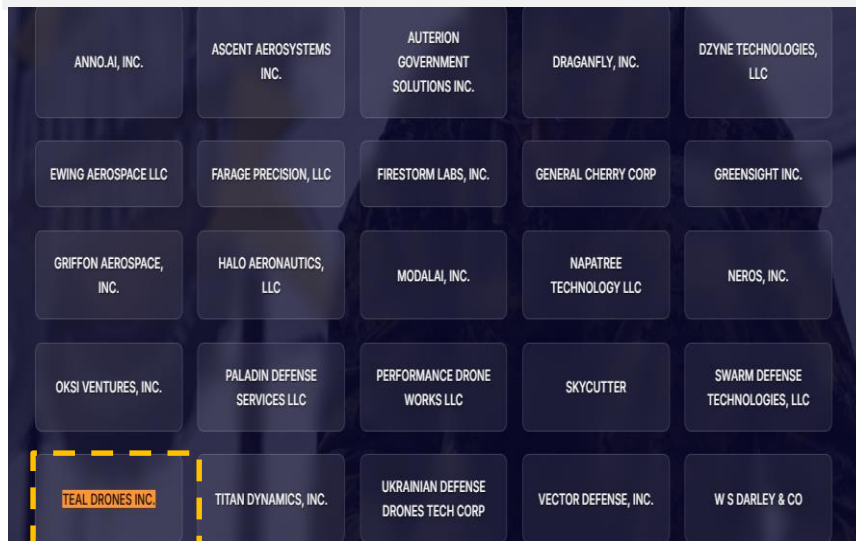 ANNO.AI, INC.
ASCENT AEROSYSTEMS
INC.
AUTERION
GOVERNMENT
SOLUTIONS INC.
DRAGANFLY, INC.
DZYNE TECHNOLOGIES,
LLC
EWING AEROSPACE LLC
FARAGE PRECISION, LLC
FIRESTORM LABS, INC.
GENERAL CHERRY CORP
GREENSIGHT INC.
GRIFFON AEROSPACE,
INC.
HALO AERONAUTICS,
LLC
MODALAI, INC.
NAPATREE
TECHNOLOGY LLC
NEROS, INC.
OKSI VENTURES, INC.
PALADIN DEFENSE
SERVICES LLC
PERFORMANCE DRONE
WORKS LLC
SKYCUTTER
SWARM DEFENSE
TECHNOLOGIES, LLC
TEAL DRONES INC.
TITAN DYNAMICS, INC.
UKRAINIAN DEFENSE
DRONES TECH CORP
VECTOR DEFENSE, INC.
W S DARLEY & CO